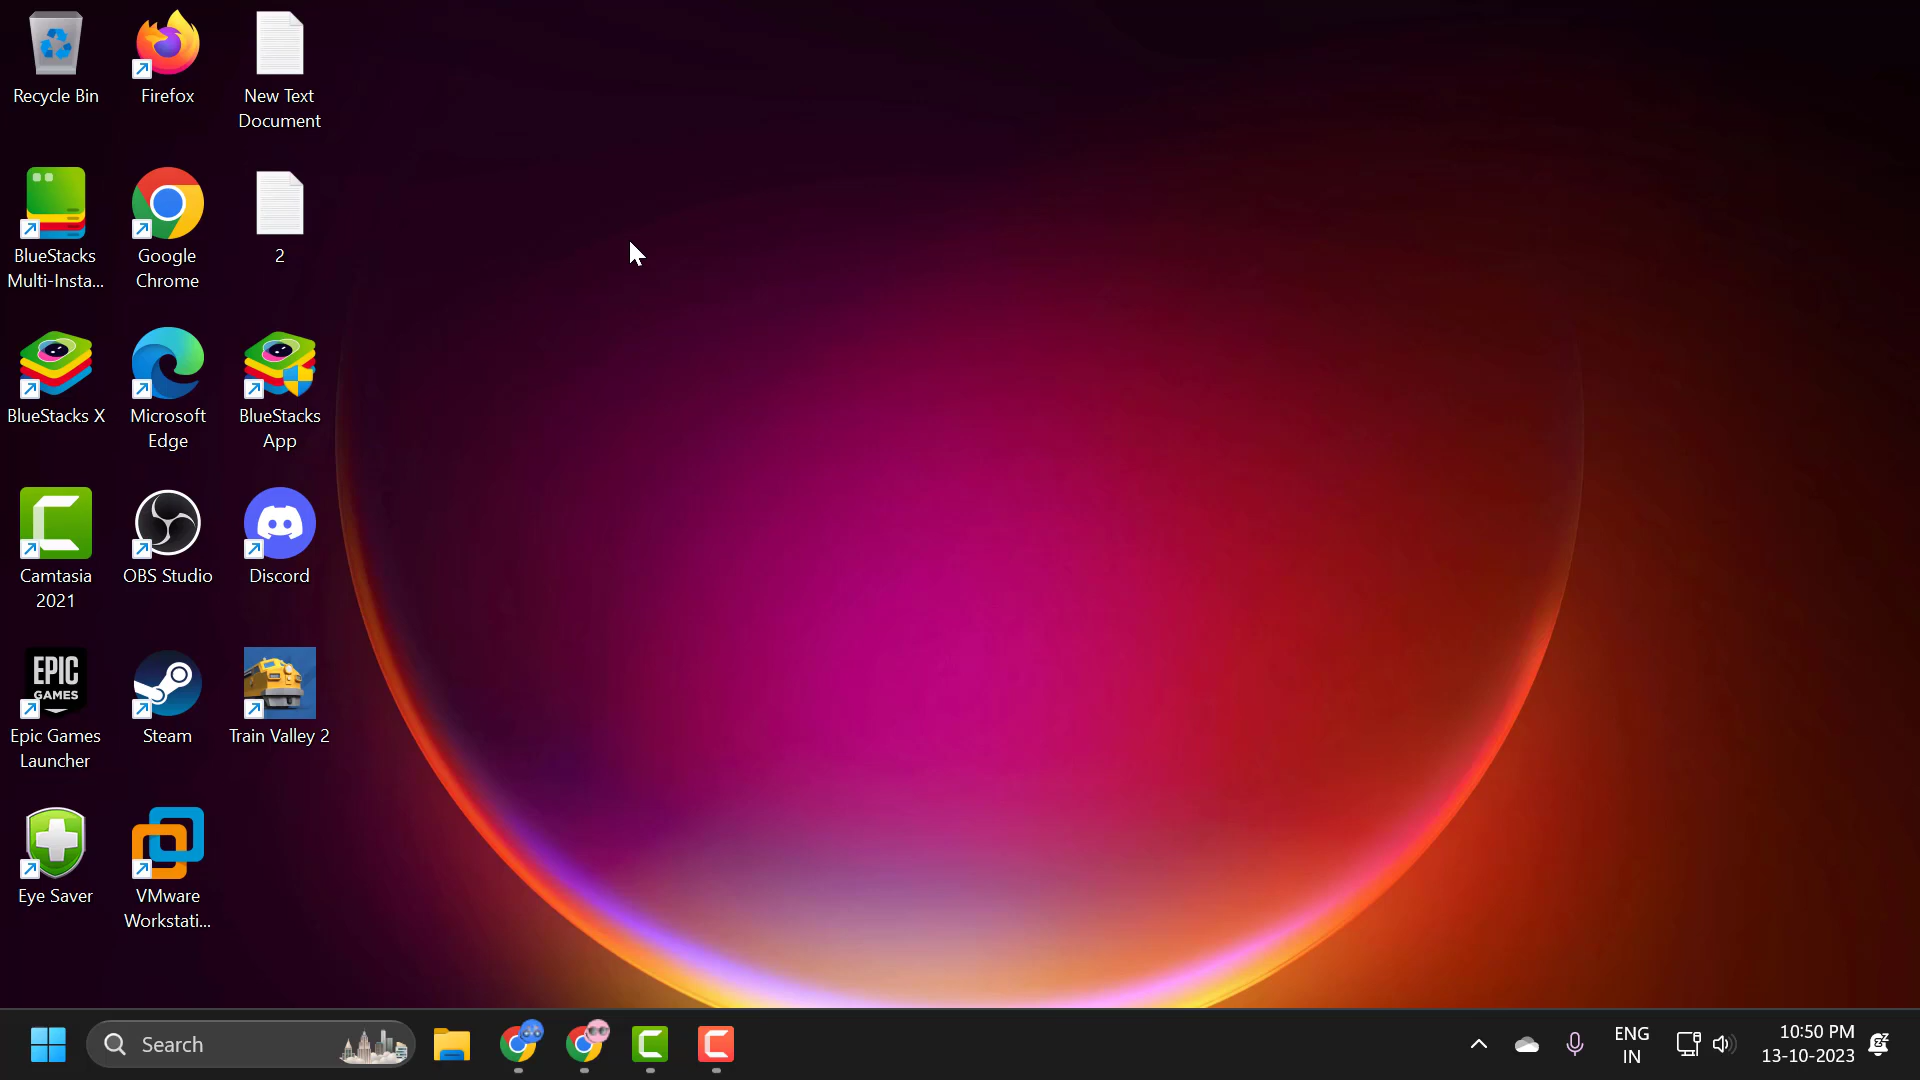 Recycle Bin
Firefox
New Text
Document
BlueStacks
Multi-Insta...
Google
Chrome
2
BlueStacks X
Microsoft
Edge
BlueStacks
App
Camtasia
2021
OBS Studio
Discord
EPIC
GAMES
Epic Games
Launcher
Steam
Train Valley 2
Eye Saver
VMware
Workstati...
Search
ENG
IN
10:50 PM
13-10-2023